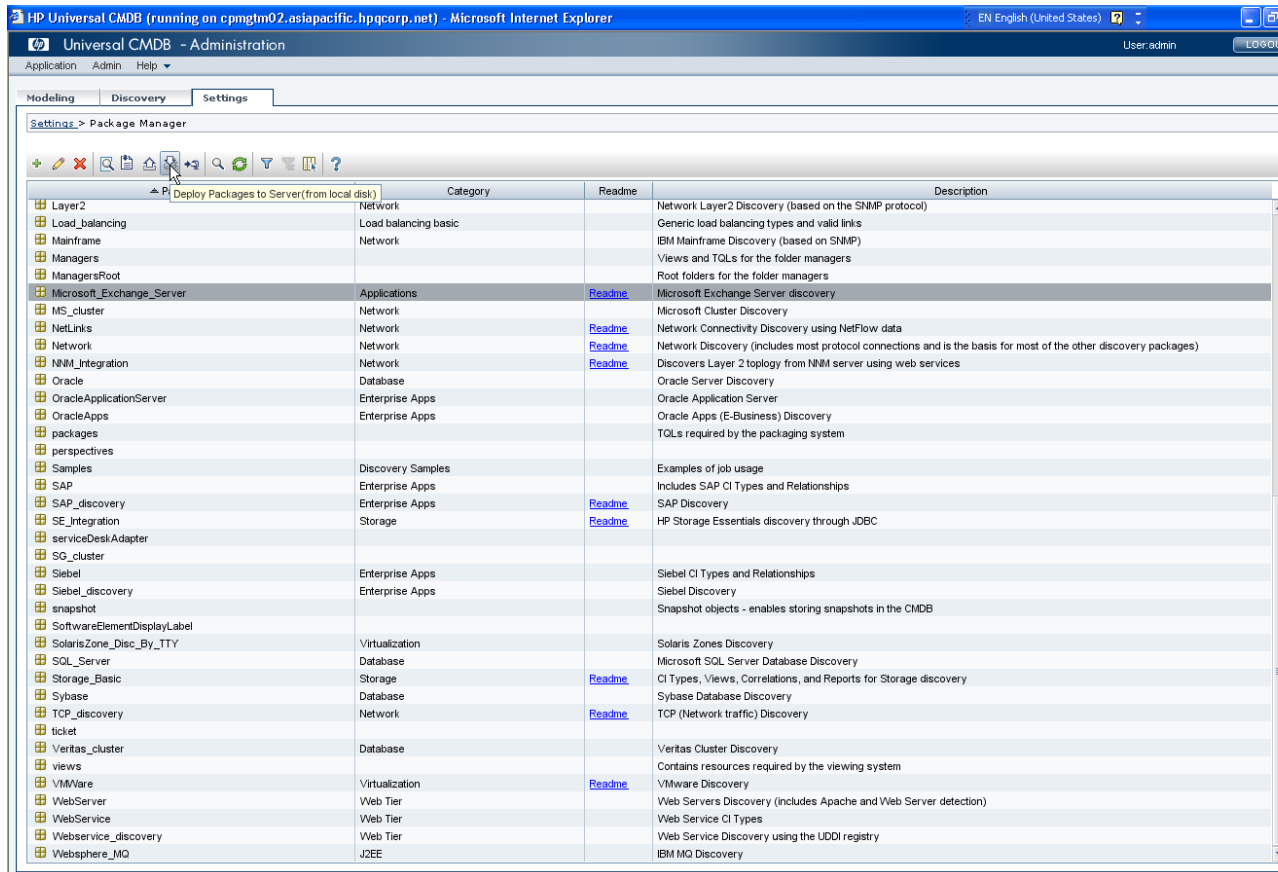 HP Universal CMDB (running on cpmgtm02.asiapacific.hpqcorp.net) - Microsoft Internet Explorer EN English (United States)
hp Universal CMDB - Administration User:admin
Application Admin Help
Modeling Discovery Settings
Settings > Package Manager
Deploy Packages to Server(from local disk)
Category Readme Description
Layer2 Network Network Layer2 Discovery (based on the SNMP protocol)
Load_balancing Load balancing basic Generic load balancing types and valid links
Mainframe Network IBM Mainframe Discovery (based on SNMP)
Managers Views and TQLs for the folder managers
ManagersRoot Root folders for the folder managers
Microsoft_Exchange_Server Applications Readme Microsoft Exchange Server discovery
MS_cluster Network Microsoft Cluster Discovery
NetLinks Network Readme Network Connectivity Discovery using NetFlow data
Network Network Readme Network Discovery (includes most protocol connections and is the basis for most of the other discovery packages)
NNM_Integration Network Readme Discovers Layer 2 toplogy from NNM server using web services
Oracle Database Oracle Server Discovery
OracleApplicationServer Enterprise Apps Oracle Application Server
OracleApps Enterprise Apps Oracle Apps (E-Business) Discovery
packages TQLs required by the packaging system
perspectives
Samples Discovery Samples Examples of job usage
SAP Enterprise Apps Includes SAP CI Types and Relationships
SAP_discovery Enterprise Apps Readme SAP Discovery
SE_Integration Storage Readme HP Storage Essentials discovery through JDBC
serviceDeskAdapter
SG_cluster
Siebel Enterprise Apps Siebel CI Types and Relationships
Siebel_discovery Enterprise Apps Siebel Discovery
snapshot Snapshot objects - enables storing snapshots in the CMDB
SoftwareElementDisplayLabel
SolarisZone_Disc_By_TTY Virtualization Solaris Zones Discovery
SQL_Server Database Microsoft SQL Server Database Discovery
Storage_Basic Storage Readme CI Types, Views, Correlations, and Reports for Storage discovery
Sybase Database Sybase Database Discovery
TCP_discovery Network Readme TCP (Network traffic) Discovery
ticket
Veritas_cluster Database Veritas Cluster Discovery
views Contains resources required by the viewing system
VMWare Virtualization Readme VMware Discovery
WebServer Web Tier Web Servers Discovery (includes Apache and Web Server detection)
WebService Web Tier Web Service CI Types
Webservice_discovery Web Tier Web Service Discovery using the UDDI registry
Websphere_MQ J2EE IBM MQ Discovery